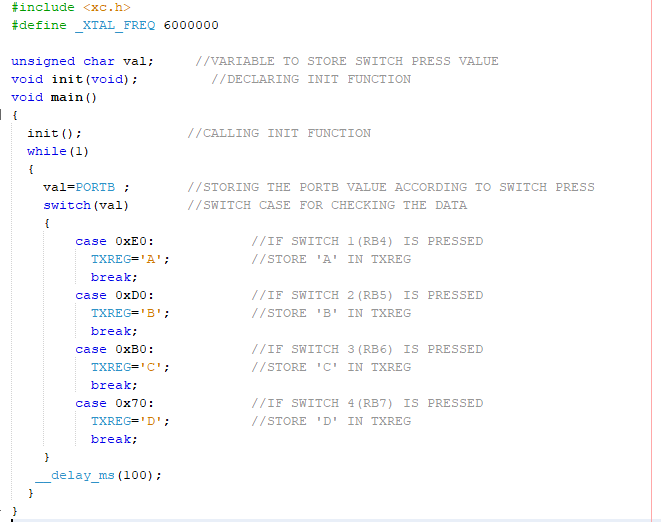 #include <xc.h>
#define _XTAL_FREQ 6000000
unsigned char val; //VARIABLE TO STORE SWITCH PRESS VALUE
void init(void); //DECLARING INIT FUNCTION
void main()
{
init(); //CALLING INIT FUNCTION
while(1)
{
val=PORTB ; //STORING THE PORTB VALUE ACCORDING TO SWITCH PRESS
switch(val) //SWITCH CASE FOR CHECKING THE DATA
{
case 0xE0: //IF SWITCH 1(RB4) IS PRESSED
TXREG='A'; //STORE 'A' IN TXREG
break;
case 0xD0: //IF SWITCH 2(RB5) IS PRESSED
TXREG='B'; //STORE 'B' IN TXREG
break;
case 0xB0: //IF SWITCH 3(RB6) IS PRESSED
TXREG='C'; //STORE 'C' IN TXREG
break;
case 0x70: //IF SWITCH 4(RB7) IS PRESSED
TXREG='D'; //STORE 'D' IN TXREG
break;
}
__delay_ms(100);
}
}